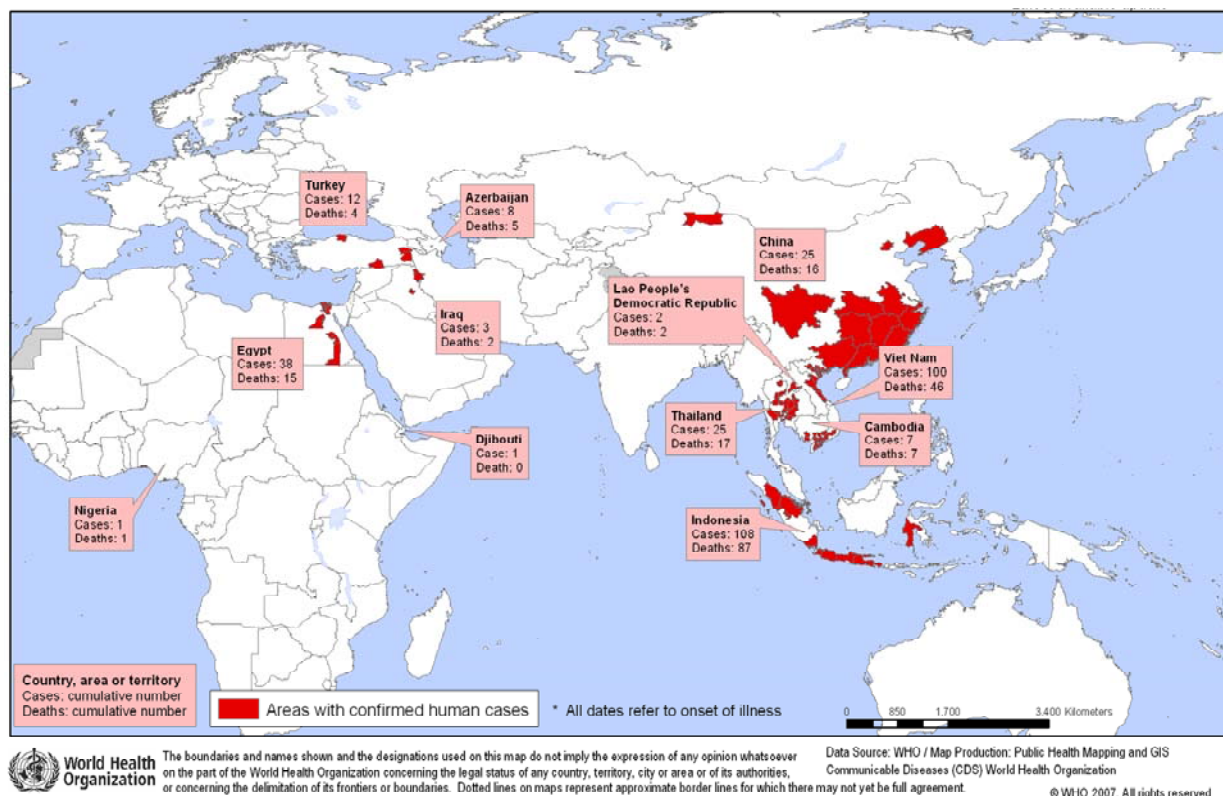 Turkey
Cases: 12
Deaths: 4
Azerbaijan
Cases: 8
Deaths: 5
China
Cases: 25
Deaths: 16
Lao People's
Democratic Republic
Cases: 2
Deaths: 2
Iraq
Cases: 3
Deaths: 2
Egypt
Cases: 38
Deaths: 15
Viet Nam
Cases: 100
Deaths: 46
Thailand
Cases: 25
Deaths: 17
Cambodia
Cases: 7
Deaths: 7
Djibouti
Case: 1
Death: 0
Nigeria
Cases: 1
Deaths: 1
Indonesia
Cases: 108
Deaths: 87
Country, area or territory
Cases: cumulative number
Deaths: cumulative number
Areas with confirmed human cases
* All dates refer to onset of illness
0 850 1,700 3,400 Kilometers
World Health
Organization
The boundaries and names shown and the designations used on this map do not imply the expression of any opinion whatsoever
on the part of the World Health Organization concerning the legal status of any country, territory, city or area or of its authorities,
or concerning the delimitation of its frontiers or boundaries. Dotted lines on maps represent approximate border lines for which there may not yet be full agreement.
Data Source: WHO / Map Production: Public Health Mapping and GIS
Communicable Diseases (CDS) World Health Organization
© WHO 2007. All rights reserved